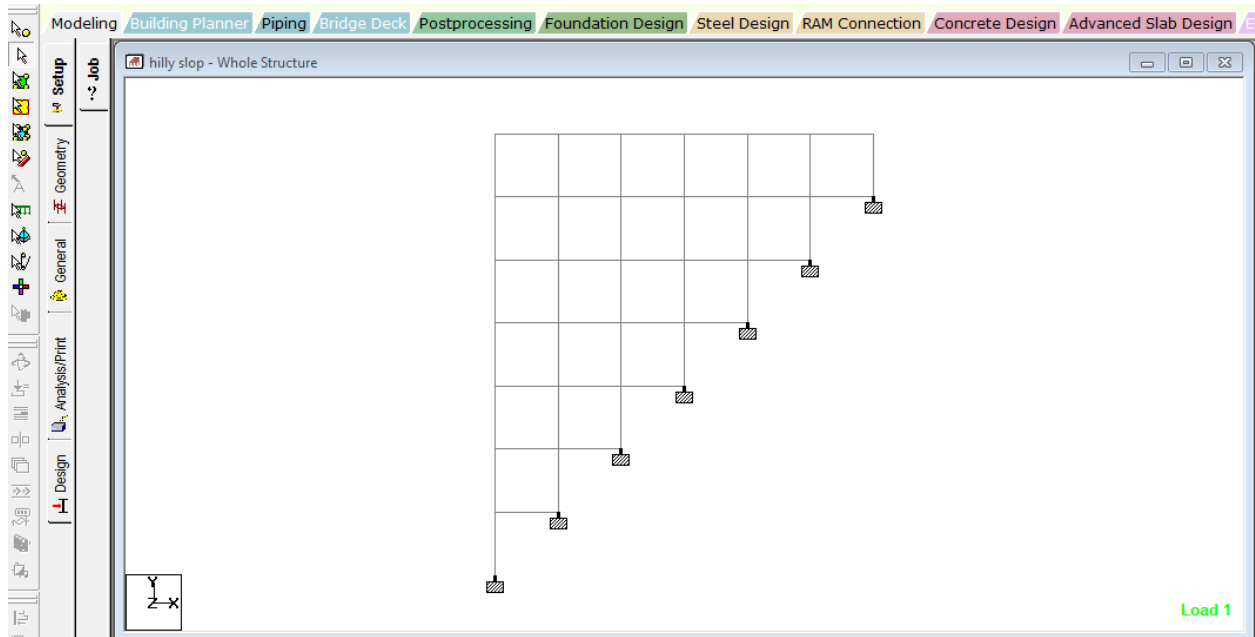 Modeling Building Planner Piping Bridge Deck Postprocessing Foundation Design Steel Design RAM Connection Concrete Design Advanced Slab Design E
hilly slop - Whole Structure
Setup
Job
?
Geometry
General
Analysis/Print
Design
Y
Z X
Load 1